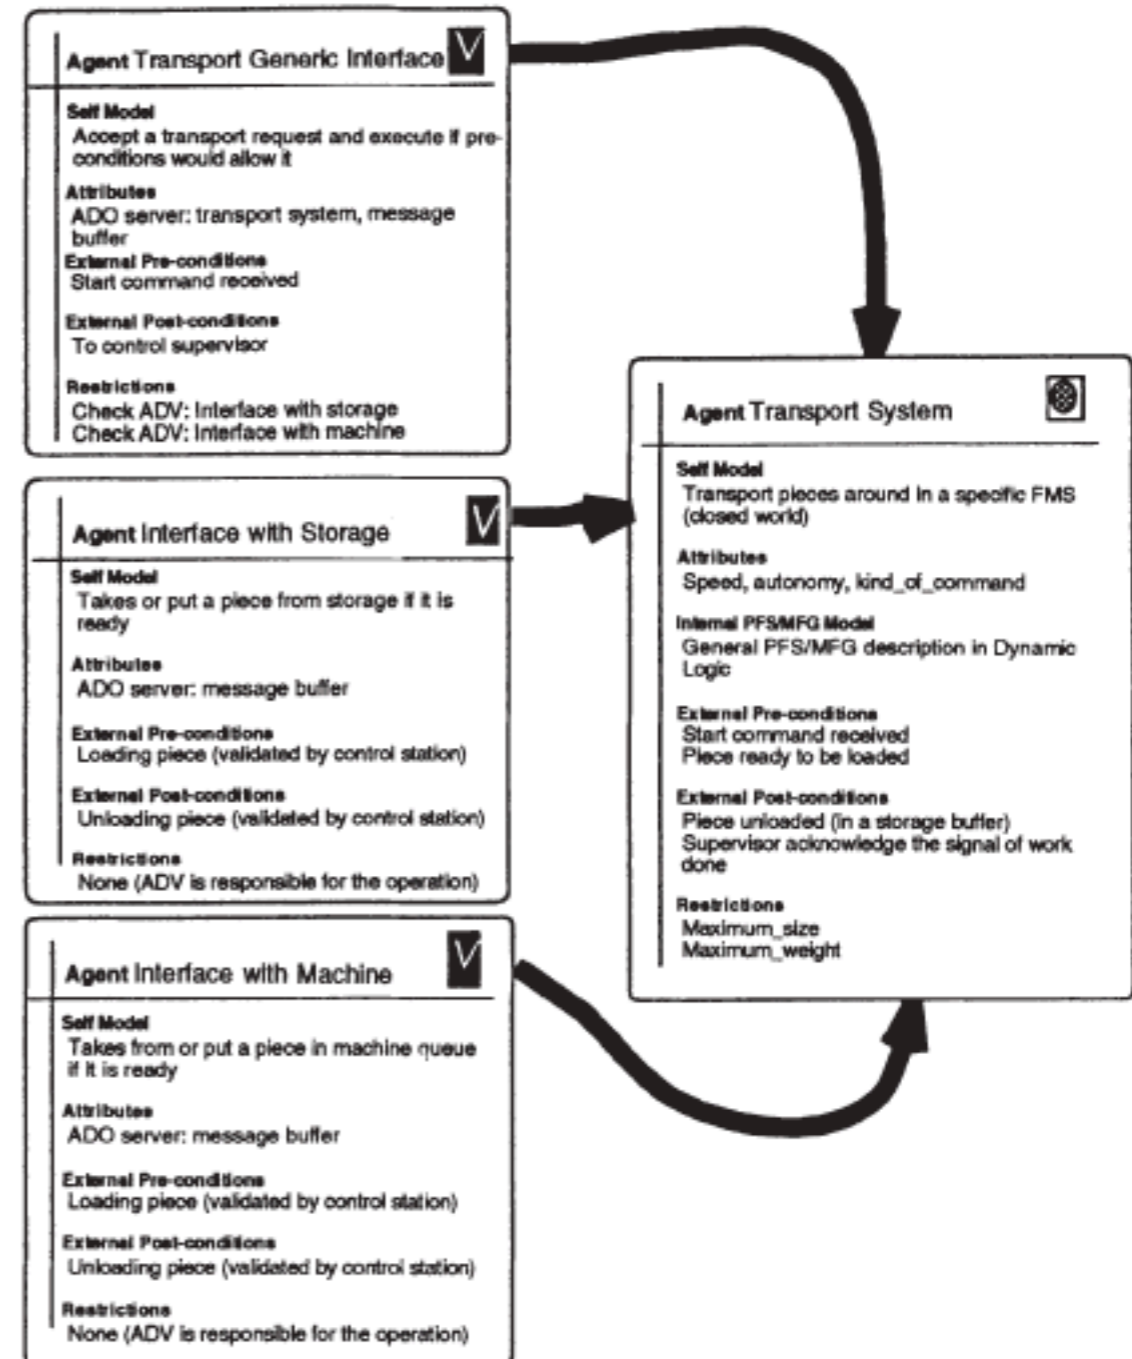 Agent Transport Generic Interface V
Self Model
Accept a transport request and execute if pre-
conditions would allow it
Attributes
ADO server: transport system, message
buffer
External Pre-conditions
Start command received
External Post-conditions
To control supervisor
Restrictions
Check ADV: Interface with storage
Check ADV: Interface with machine
Agent Interface with Storage V
Self Model
Takes or put a piece from storage if it is
ready
Attributes
ADO server: message buffer
External Pre-conditions
Loading piece (validated by control station)
External Post-conditions
Unloading piece (validated by control station)
Restrictions
None (ADV is responsible for the operation)
Agent Interface with Machine V
Self Model
Takes from or put a piece in machine queue
if it is ready
Attributes
ADO server: message buffer
External Pre-conditions
Loading piece (validated by control station)
External Post-conditions
Unloading piece (validated by control station)
Restrictions
None (ADV is responsible for the operation)
Agent Transport System
Self Model
Transport pieces around in a specific FMS
(closed world)
Attributes
Speed, autonomy, kind_of_command
Internal PFS/MFG Model
General PFS/MFG description in Dynamic
Logic
External Pre-conditions
Start command received
Piece ready to be loaded
External Post-conditions
Piece unloaded (in a storage buffer)
Supervisor acknowledge the signal of work
done
Restrictions
Maximum_size
Maximum_weight